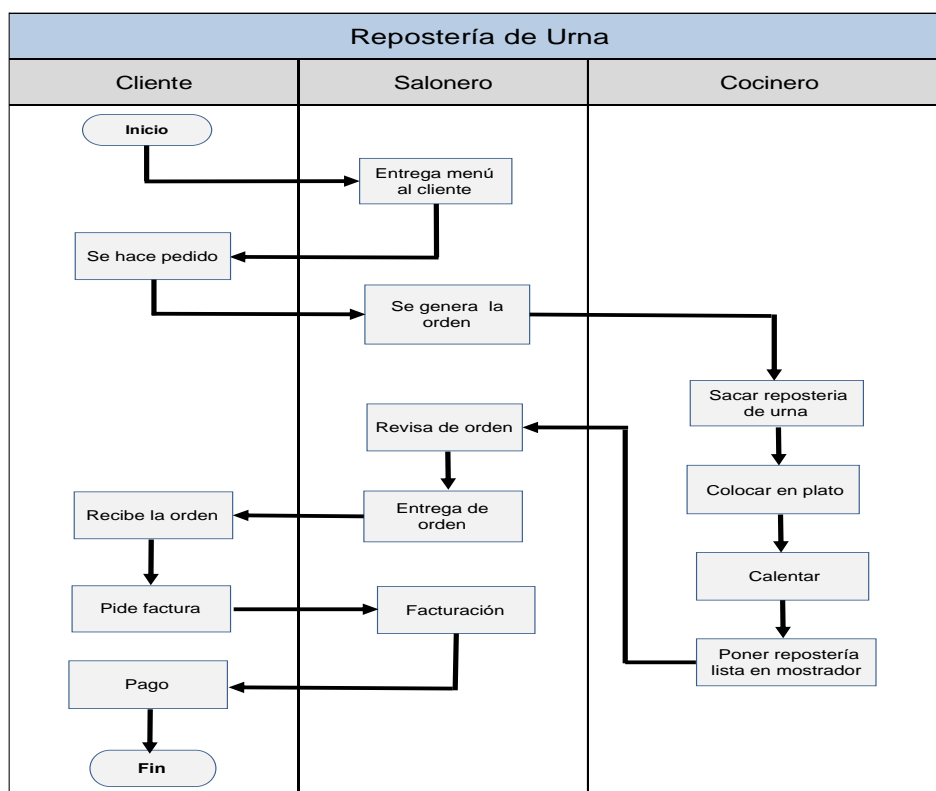 Repostería de Urna
Cliente
Salonero
Cocinero
Inicio
Entrega menú
al cliente
Se hace pedido
Se genera la
orden
Sacar reposteria
de urna
Colocar en plato
Calentar
Poner repostería
lista en mostrador
Revisa de orden
Entrega de
orden
Recibe la orden
Pide factura
Facturación
Pago
Fin